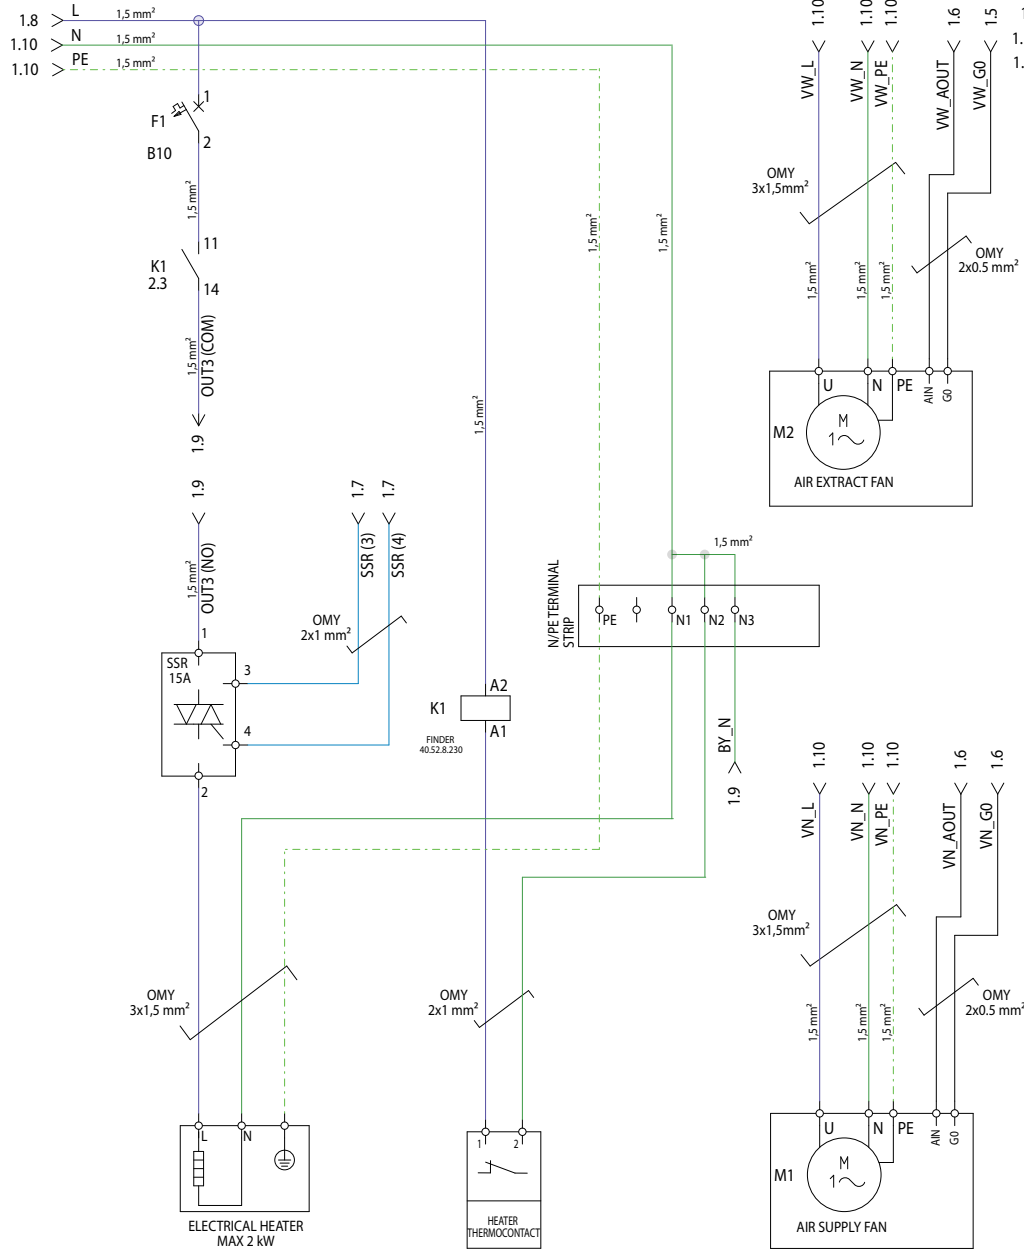 1.8
L
1,5 mm²
1.10
N
1,5 mm²
1.10
PE
1,5 mm²
1
F1
2
B10
1,5 mm²
11
K1
2.3
14
1,5 mm²
OUT3 (COM)
1.9
1.9
1,5 mm²
OUT3 (NO)
1
SSR
15A
3
4
2
1.7
1.7
SSR (3)
SSR (4)
OMY
2x1 mm²
1,5 mm²
A2
K1
A1
FINDER
40.52.8.230
1,5 mm²
1,5 mm²
1,5 mm²
N/PE TERMINAL
STRIP
PE
N1
N2
N3
BY_N
1.9
OMY
3x1,5 mm²
L
N
ELECTRICAL HEATER
MAX 2 kW
OMY
2x1 mm²
1
2
HEATER
THERMOCONTACT
1.10
1.10
1.10
1.6
1.5
1.
1.
VW_L
VW_N
VW_PE
VW_AOUT
VW_G0
OMY
3x1,5mm²
OMY
2x0.5 mm²
1,5 mm²
1,5 mm²
1,5 mm²
U
N
PE
AIN
G0
M2
M
1
AIR EXTRACT FAN
1.10
1.10
1.10
1.6
1.6
VN_L
VN_N
VN_PE
VN_AOUT
VN_G0
OMY
3x1,5mm²
OMY
2x0.5 mm²
1,5 mm²
1,5 mm²
1,5 mm²
U
N
PE
AIN
G0
M1
M
1
AIR SUPPLY FAN